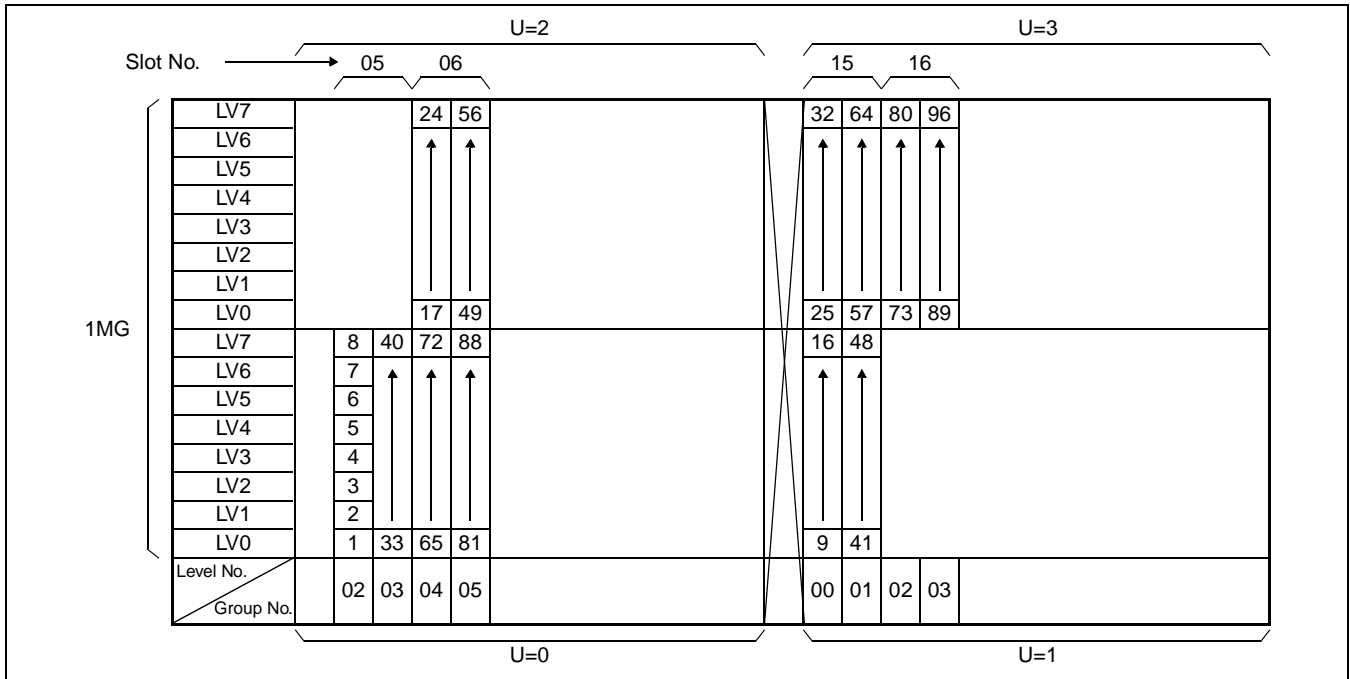 U=2 U=3
Slot No. 05 06 15 16
LV7 24 56 32 64 80 96
LV6
LV5
LV4
LV3
LV2
LV1
LV0 17 49 25 57 73 89
1MG
LV7 8 40 72 88 16 48
LV6 7
LV5 6
LV4 5
LV3 4
LV2 3
LV1 2
LV0 1 33 65 81 9 41
Level No.
Group No. 02 03 04 05 00 01 02 03
U=0 U=1